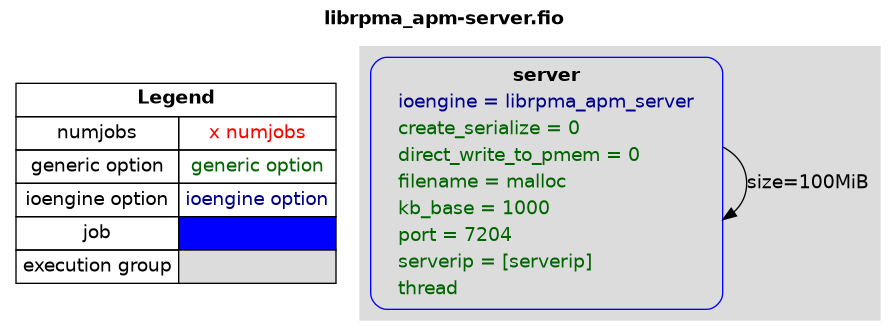 librpma_apm-server.fio
Legend
numjobs x numjobs
generic option generic option
ioengine option ioengine option
job
execution group
server
ioengine = librpma_apm_server
create_serialize = 0
direct_write_to_pmem = 0
filename = malloc
kb_base = 1000
port = 7204
serverip = [serverip]
thread
size=100MiB